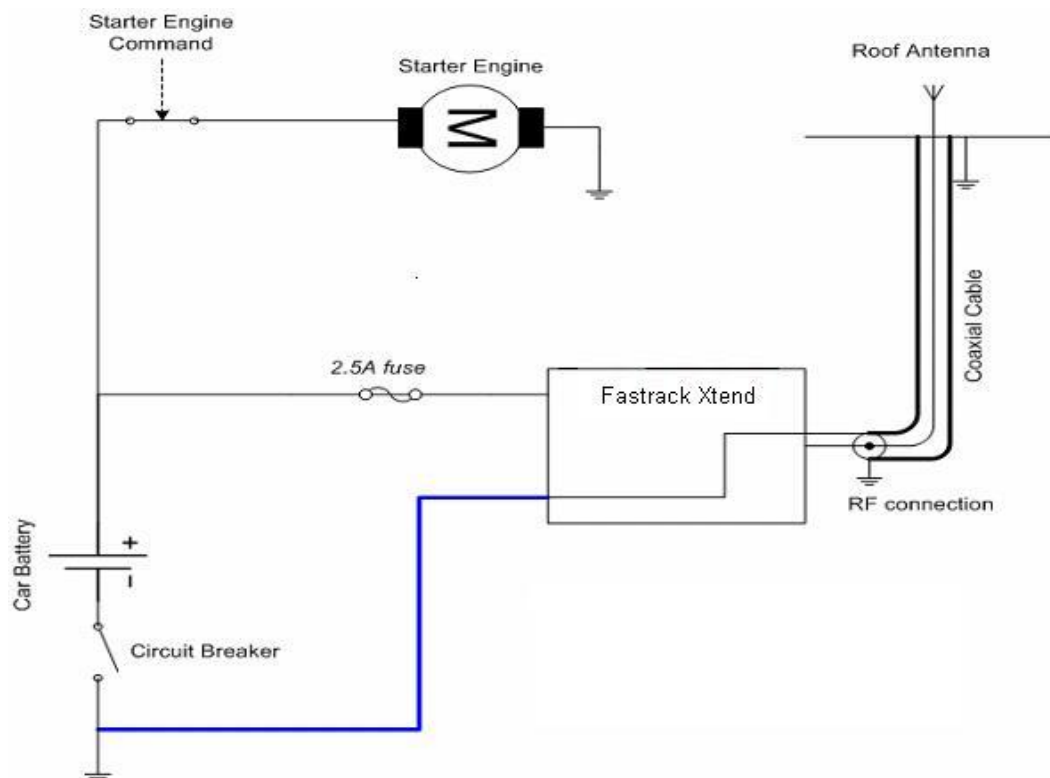 Starter Engine
Command
Starter Engine
M
Roof Antenna
Coaxial Cable
2.5A fuse
Fastrack Xtend
RF connection
Car Battery
+
-
Circuit Breaker